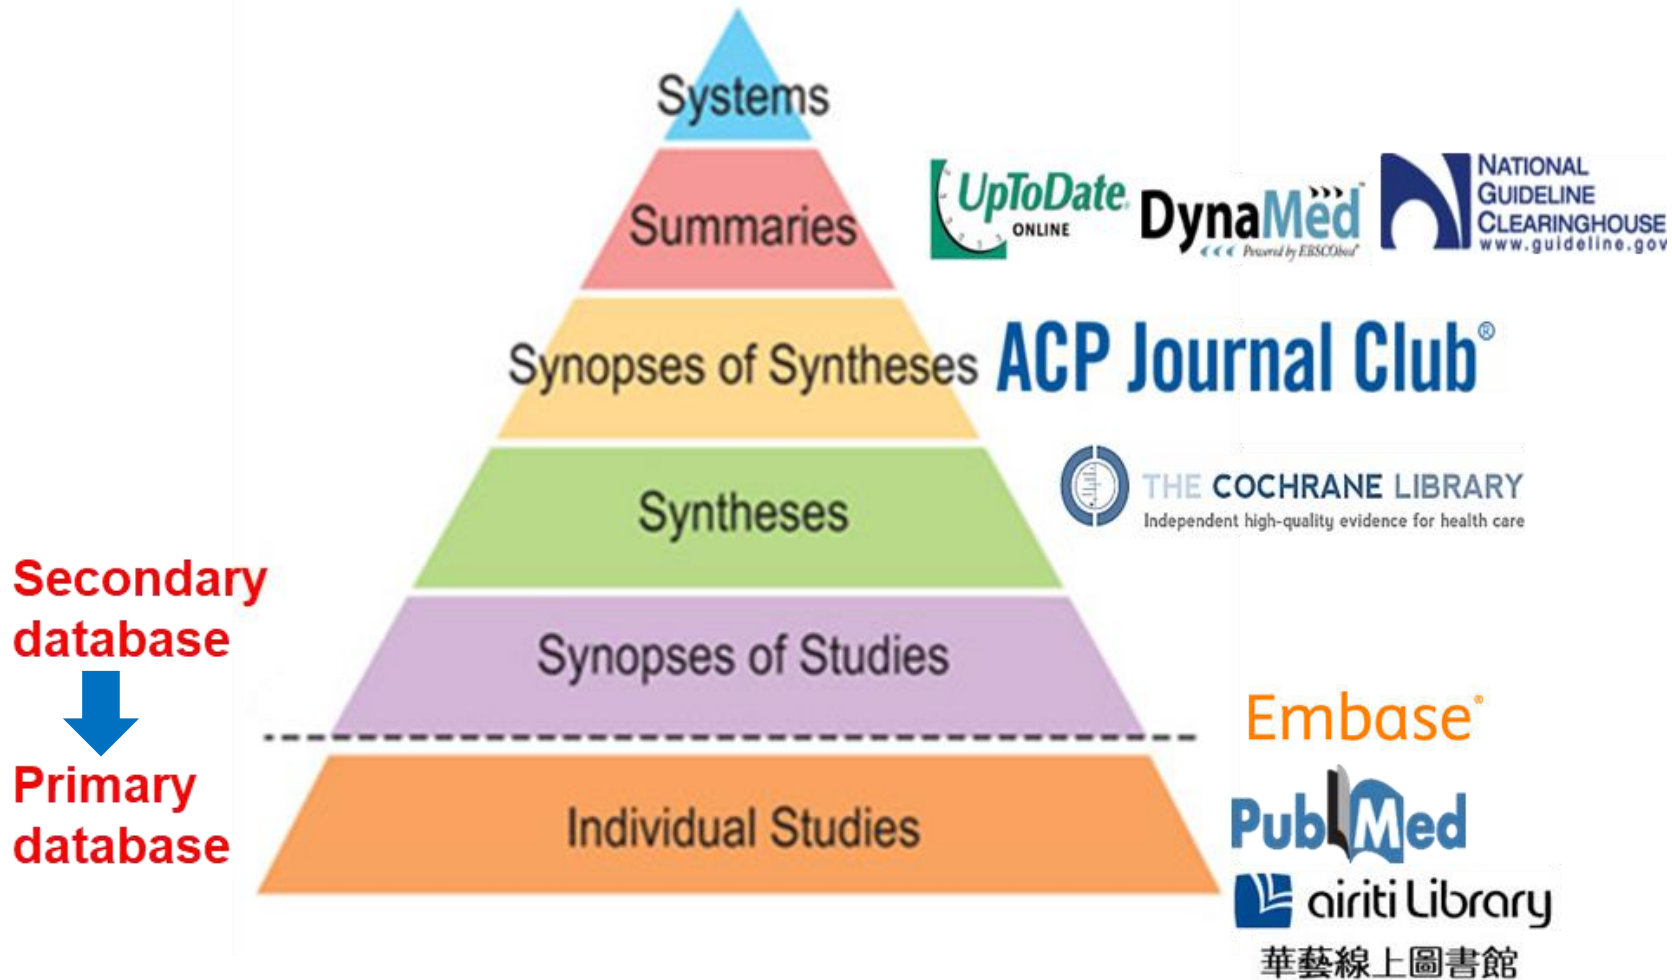 Systems
Summaries
UpToDate®
ONLINE
DynaMed™
Powered by EBSCOhost®
NATIONAL
GUIDELINE
CLEARINGHOUSE
www.guideline.gov
Synopses of Syntheses
ACP Journal Club®
Syntheses
THE COCHRANE LIBRARY
Independent high-quality evidence for health care
Secondary
database
Synopses of Studies
Primary
database
Individual Studies
Embase®
PubMed
airiti Library
華藝線上圖書館